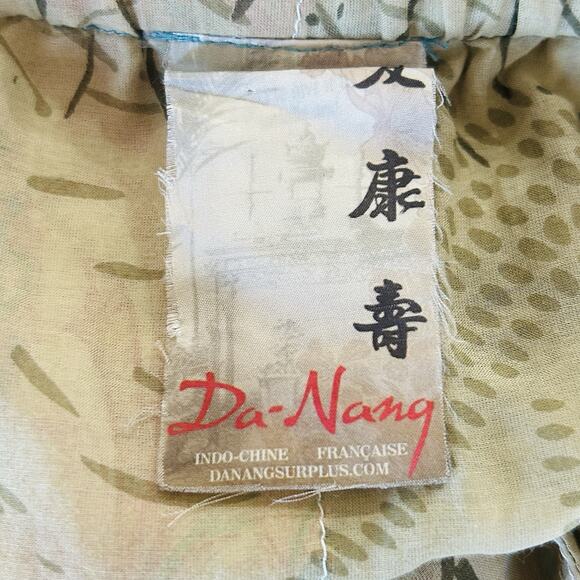 康
壽
Da-Nang
INDO-CHINE FRANÇAISE
DANANGSURPLUS.COM